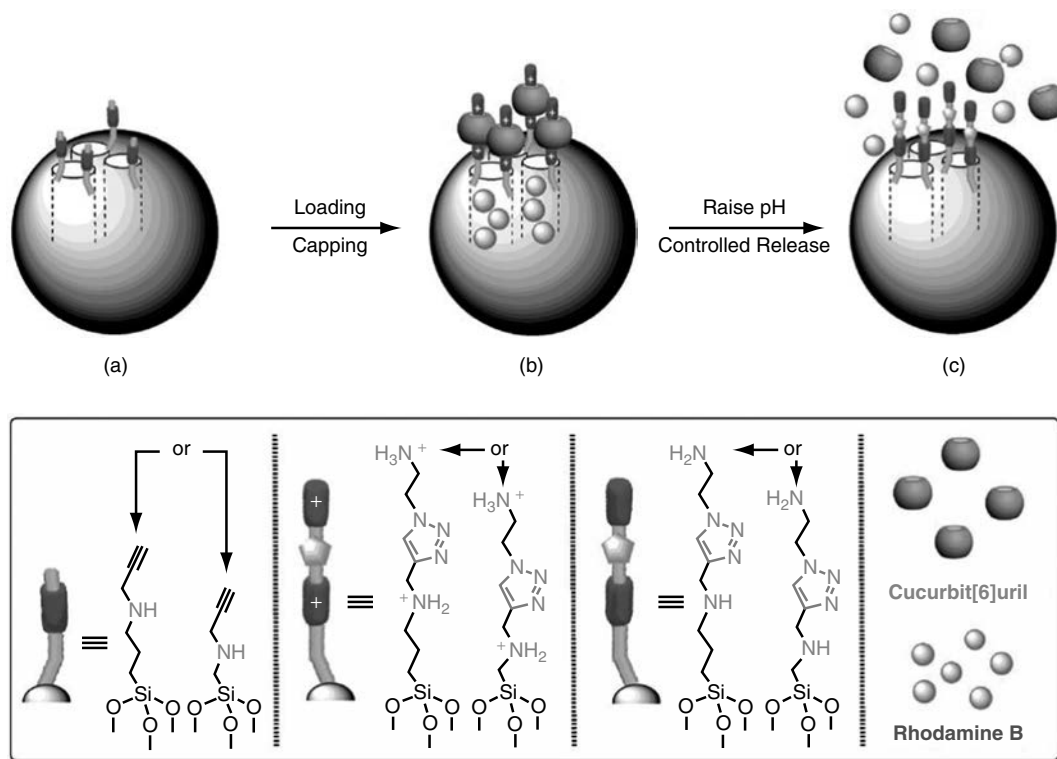 Loading
Capping
Raise pH
Controlled Release
(a)
(b)
(c)
or
NH
NH
Si
Si
O O O O O O
H₃N⁺
or
H₃N⁺
N N
N
N N
N
⁺NH₂
⁺NH₂
Si
Si
O O O O O O
H₂N
or
H₂N
N N
N
N N
N
NH
NH
Si
Si
O O O O O O
Cucurbit[6]uril
Rhodamine B